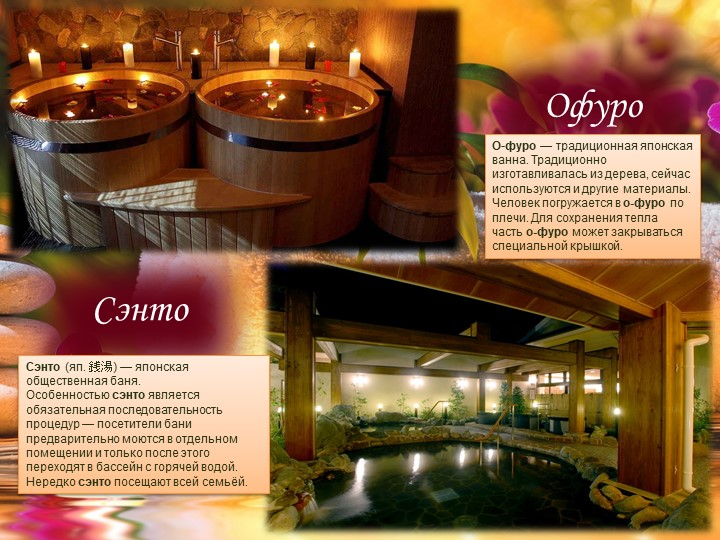 Офуро
О-фуро — традиционная японская
ванна. Традиционно
изготавливалась из дерева, сейчас
используются и другие материалы.
Человек погружается в о-фуро по
плечи. Для сохранения тепла
часть о-фуро может закрываться
специальной крышкой.
Сэнто
Сэнто (яп. 銭湯) — японская
общественная баня.
Особенностью сэнто является
обязательная последовательность
процедур — посетители бани
предварительно моются в отдельном
помещении и только после этого
переходят в бассейн с горячей водой.
Нередко сэнто посещают всей семьёй.